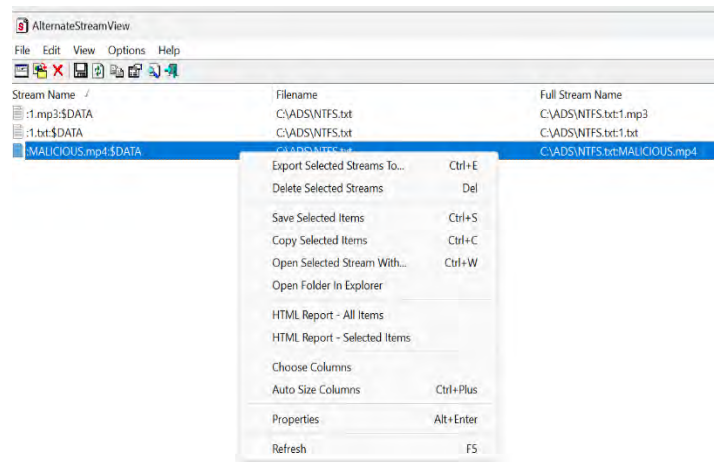 AlternateStreamView
File Edit View Options Help
Stream Name / Filename Full Stream Name
:1.mp3:$DATA C:\ADS\NTFS.txt C:\ADS\NTFS.txt:1.mp3
:1.txt:$DATA C:\ADS\NTFS.txt C:\ADS\NTFS.txt:1.txt
:MALICIOUS.mp4:$DATA C:\ADS\NTFS.txt C:\ADS\NTFS.txt:MALICIOUS.mp4
Export Selected Streams To... Ctrl+E
Delete Selected Streams Del
Save Selected Items Ctrl+S
Copy Selected Items Ctrl+C
Open Selected Stream With... Ctrl+W
Open Folder In Explorer
HTML Report - All Items
HTML Report - Selected Items
Choose Columns
Auto Size Columns Ctrl+Plus
Properties Alt+Enter
Refresh F5